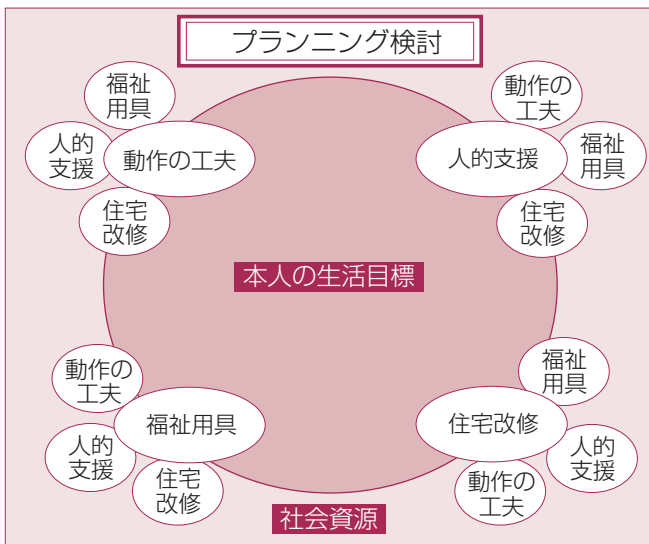 プランニング検討
福祉
用具
人的
支援
動作の工夫
住宅
改修
動作の
工夫
人的支援
福祉
用具
住宅
改修
本人の生活目標
動作の
工夫
福祉用具
人的
支援
住宅
改修
福祉
用具
住宅改修
人的
支援
動作の
工夫
社会資源